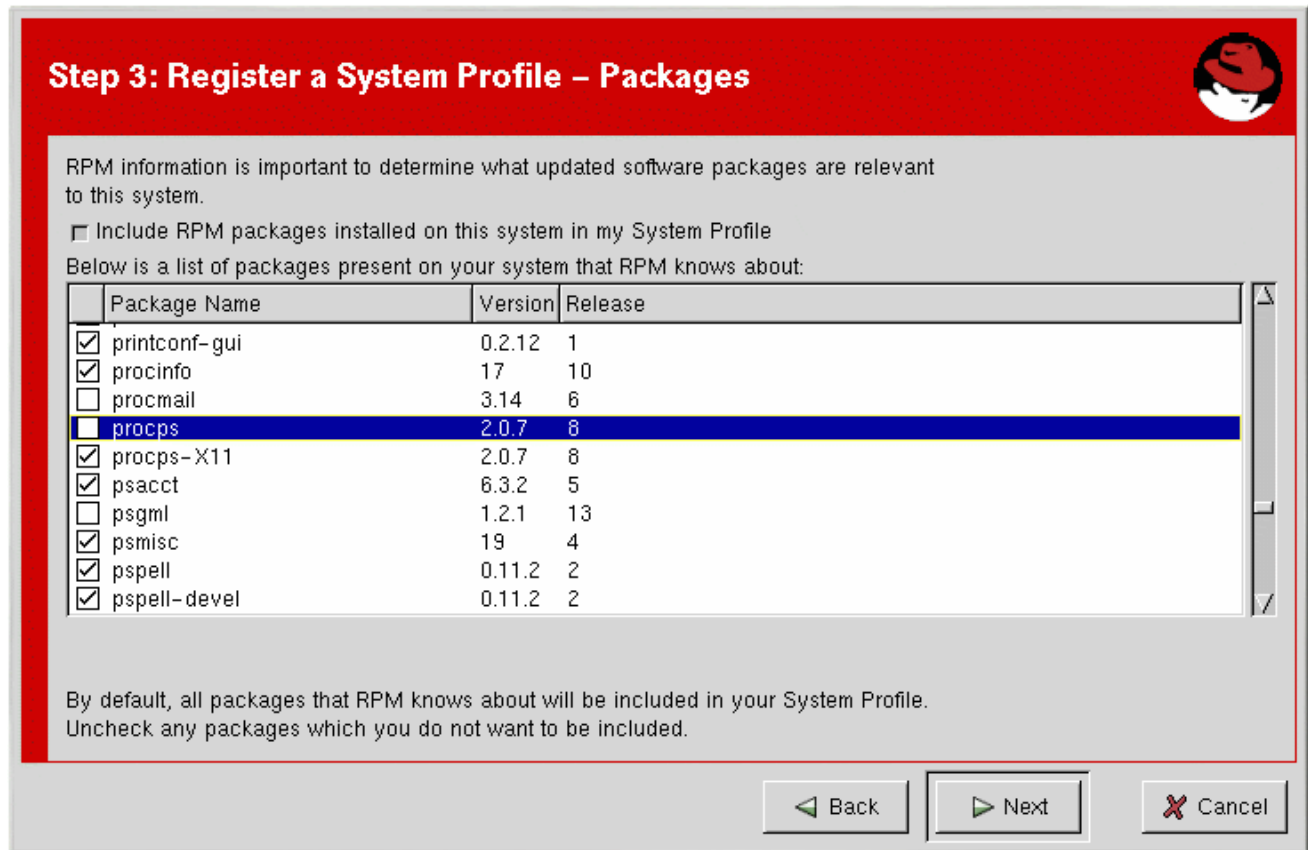 Step 3: Register a System Profile – Packages
RPM information is important to determine what updated software packages are relevant
to this system.
Include RPM packages installed on this system in my System Profile
Below is a list of packages present on your system that RPM knows about:
Package Name Version Release
printconf-gui 0.2.12 1
procinfo 17 10
procmail 3.14 6
procps 2.0.7 8
procps-X11 2.0.7 8
psacct 6.3.2 5
psgml 1.2.1 13
psmisc 19 4
pspell 0.11.2 2
pspell-devel 0.11.2 2
By default, all packages that RPM knows about will be included in your System Profile.
Uncheck any packages which you do not want to be included.
Back Next Cancel